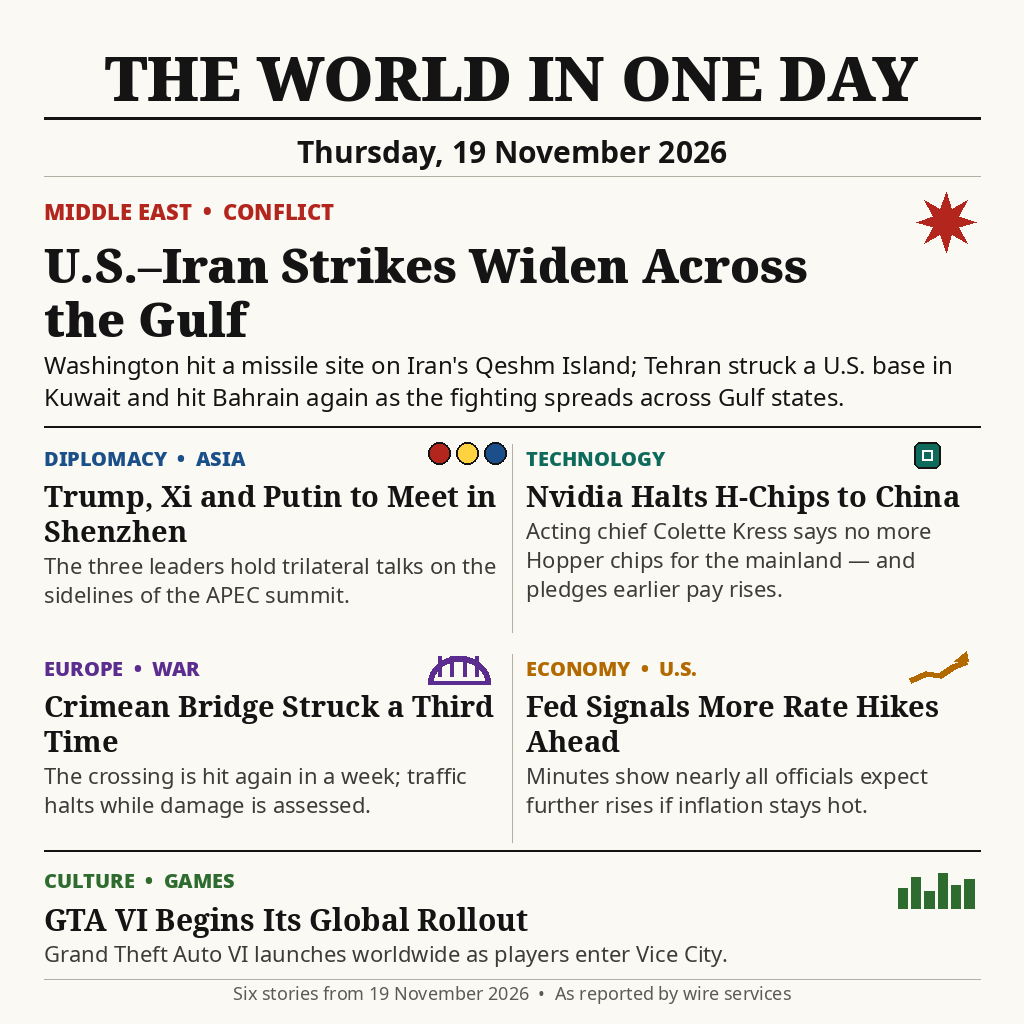 THE WORLD IN ONE DAY
Thursday, 19 November 2026
MIDDLE EAST • CONFLICT
U.S.–Iran Strikes Widen Across
the Gulf
Washington hit a missile site on Iran's Qeshm Island; Tehran struck a U.S. base in
Kuwait and hit Bahrain again as the fighting spreads across Gulf states.
DIPLOMACY • ASIA
Trump, Xi and Putin to Meet in
Shenzhen
The three leaders hold trilateral talks on the
sidelines of the APEC summit.
TECHNOLOGY
Nvidia Halts H-Chips to China
Acting chief Colette Kress says no more
Hopper chips for the mainland — and
pledges earlier pay rises.
EUROPE • WAR
Crimean Bridge Struck a Third
Time
The crossing is hit again in a week; traffic
halts while damage is assessed.
ECONOMY • U.S.
Fed Signals More Rate Hikes
Ahead
Minutes show nearly all officials expect
further rises if inflation stays hot.
CULTURE • GAMES
GTA VI Begins Its Global Rollout
Grand Theft Auto VI launches worldwide as players enter Vice City.
Six stories from 19 November 2026 • As reported by wire services